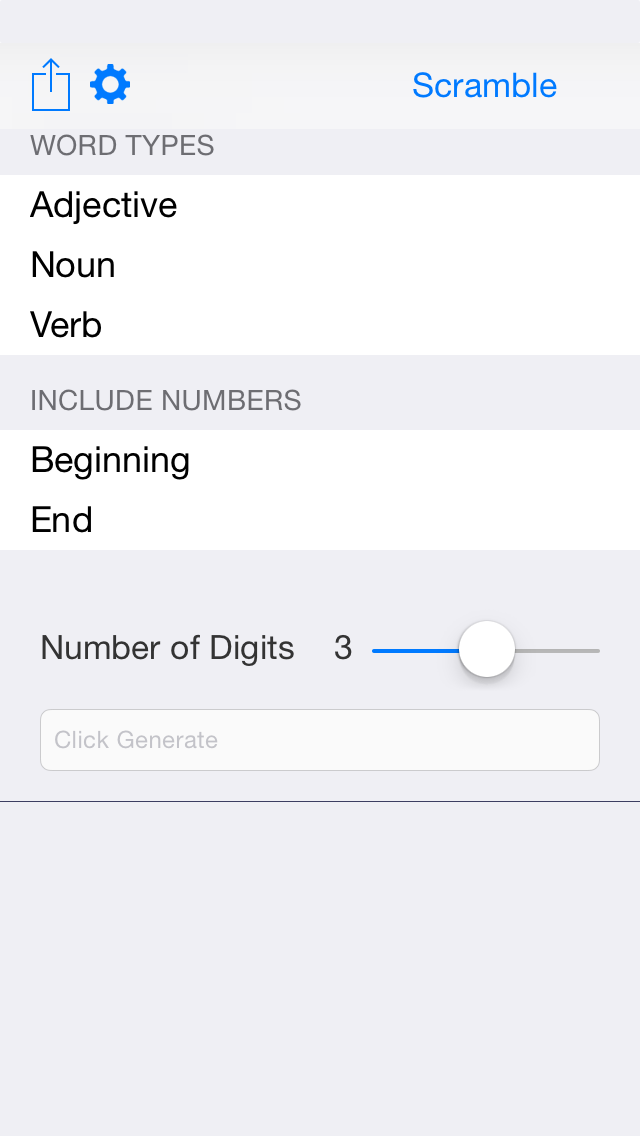 Scramble
WORD TYPES
Adjective
Noun
Verb
INCLUDE NUMBERS
Beginning
End
Number of Digits 3
Click Generate